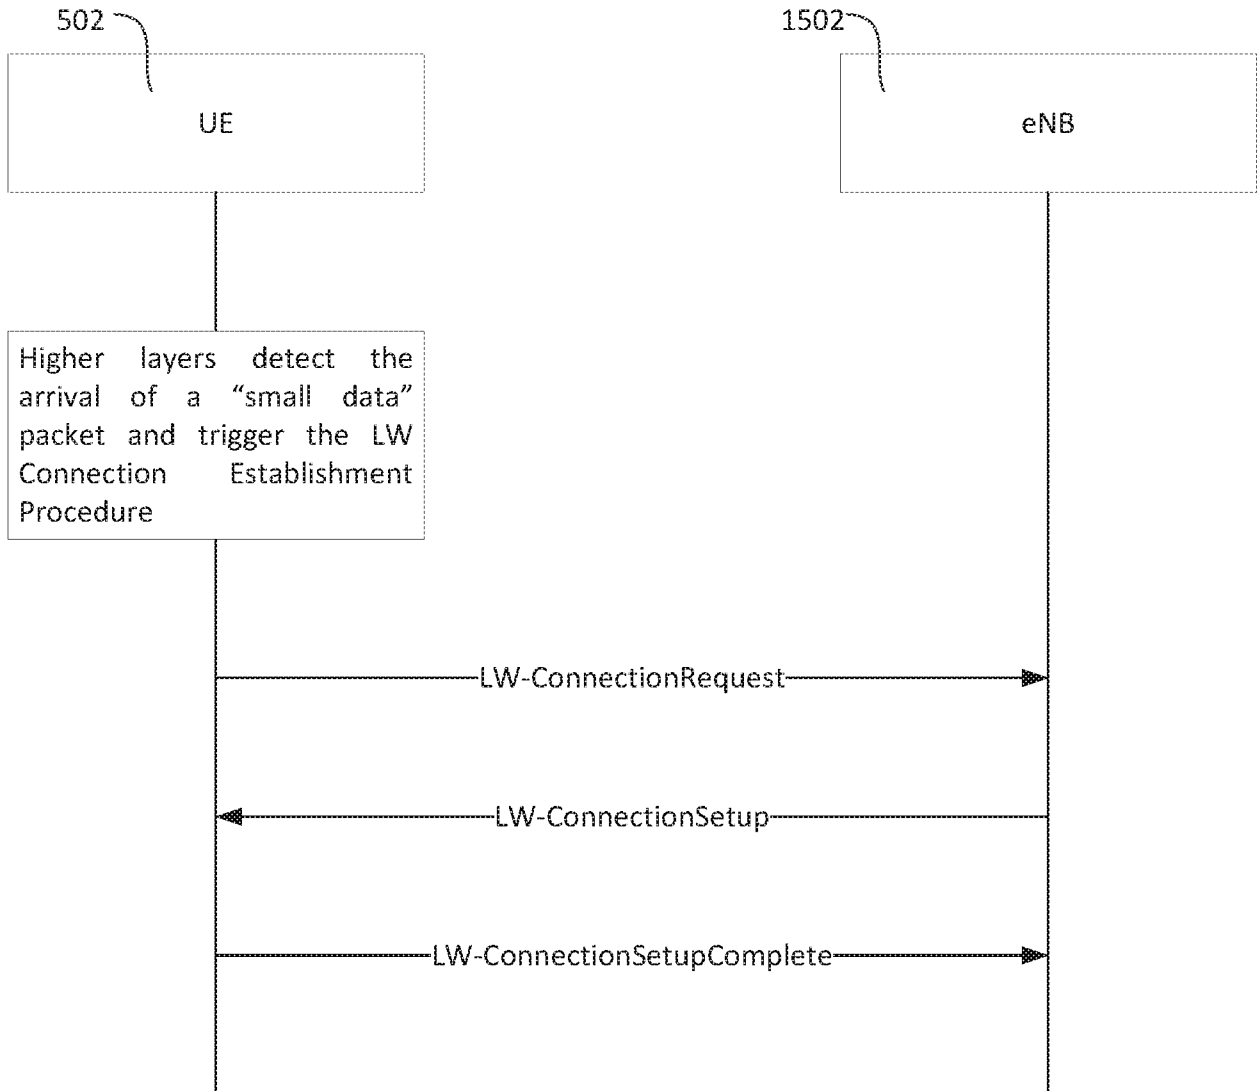 502
1502
UE
eNB
Higher layers detect the
arrival of a “small data”
packet and trigger the LW
Connection Establishment
Procedure
LW-ConnectionRequest
LW-ConnectionSetup
LW-ConnectionSetupComplete